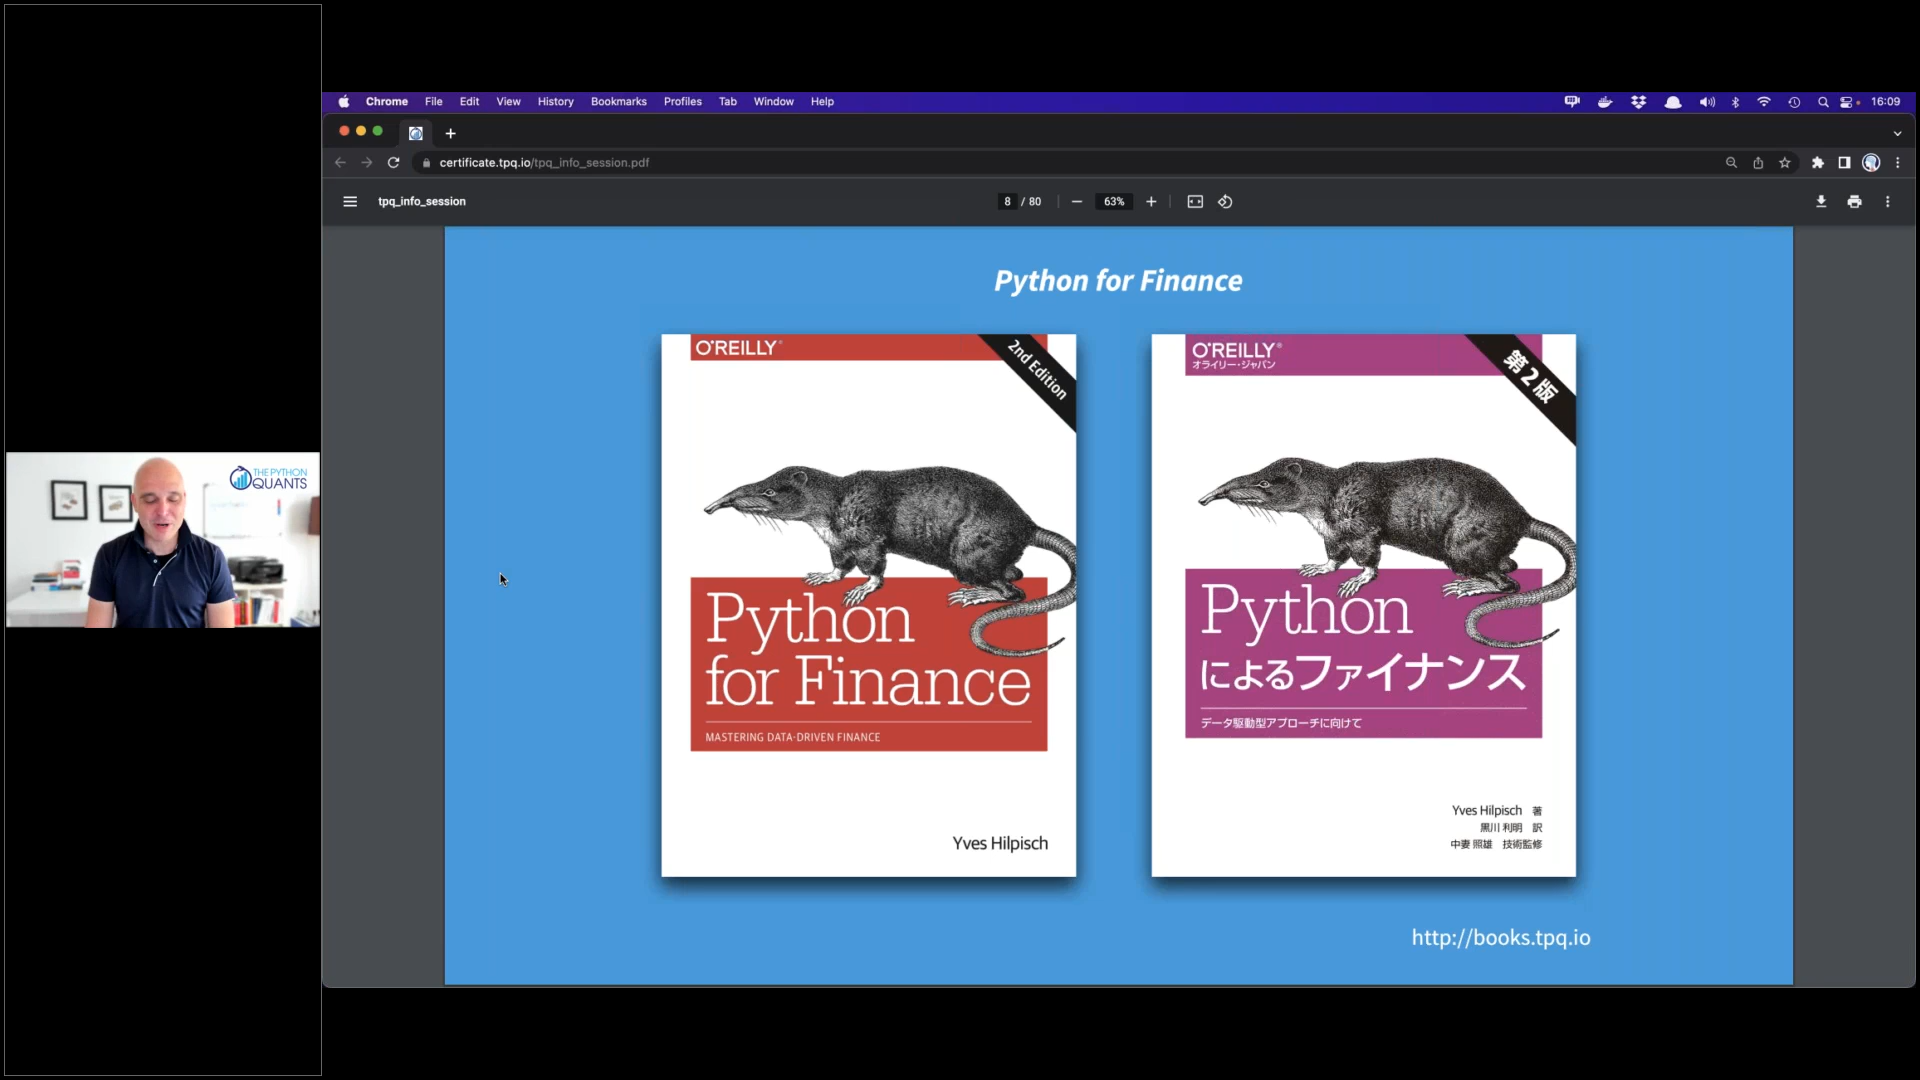 Chrome File Edit View History Bookmarks Profiles Tab Window Help 16:09
certificate.tpq.io/tpq_info_session.pdf
tpq_info_session 8 / 80 63%
THE PYTHON
QUANTS
Python for Finance
O'REILLY®
2nd Edition
Python
for Finance
MASTERING DATA-DRIVEN FINANCE
Yves Hilpisch
O'REILLY®
オライリー・ジャパン
第2版
Python
によるファイナンス
データ駆動型アプローチに向けて
Yves Hilpisch 著
黒川 利明 訳
中妻 照雄 技術監修
http://books.tpq.io